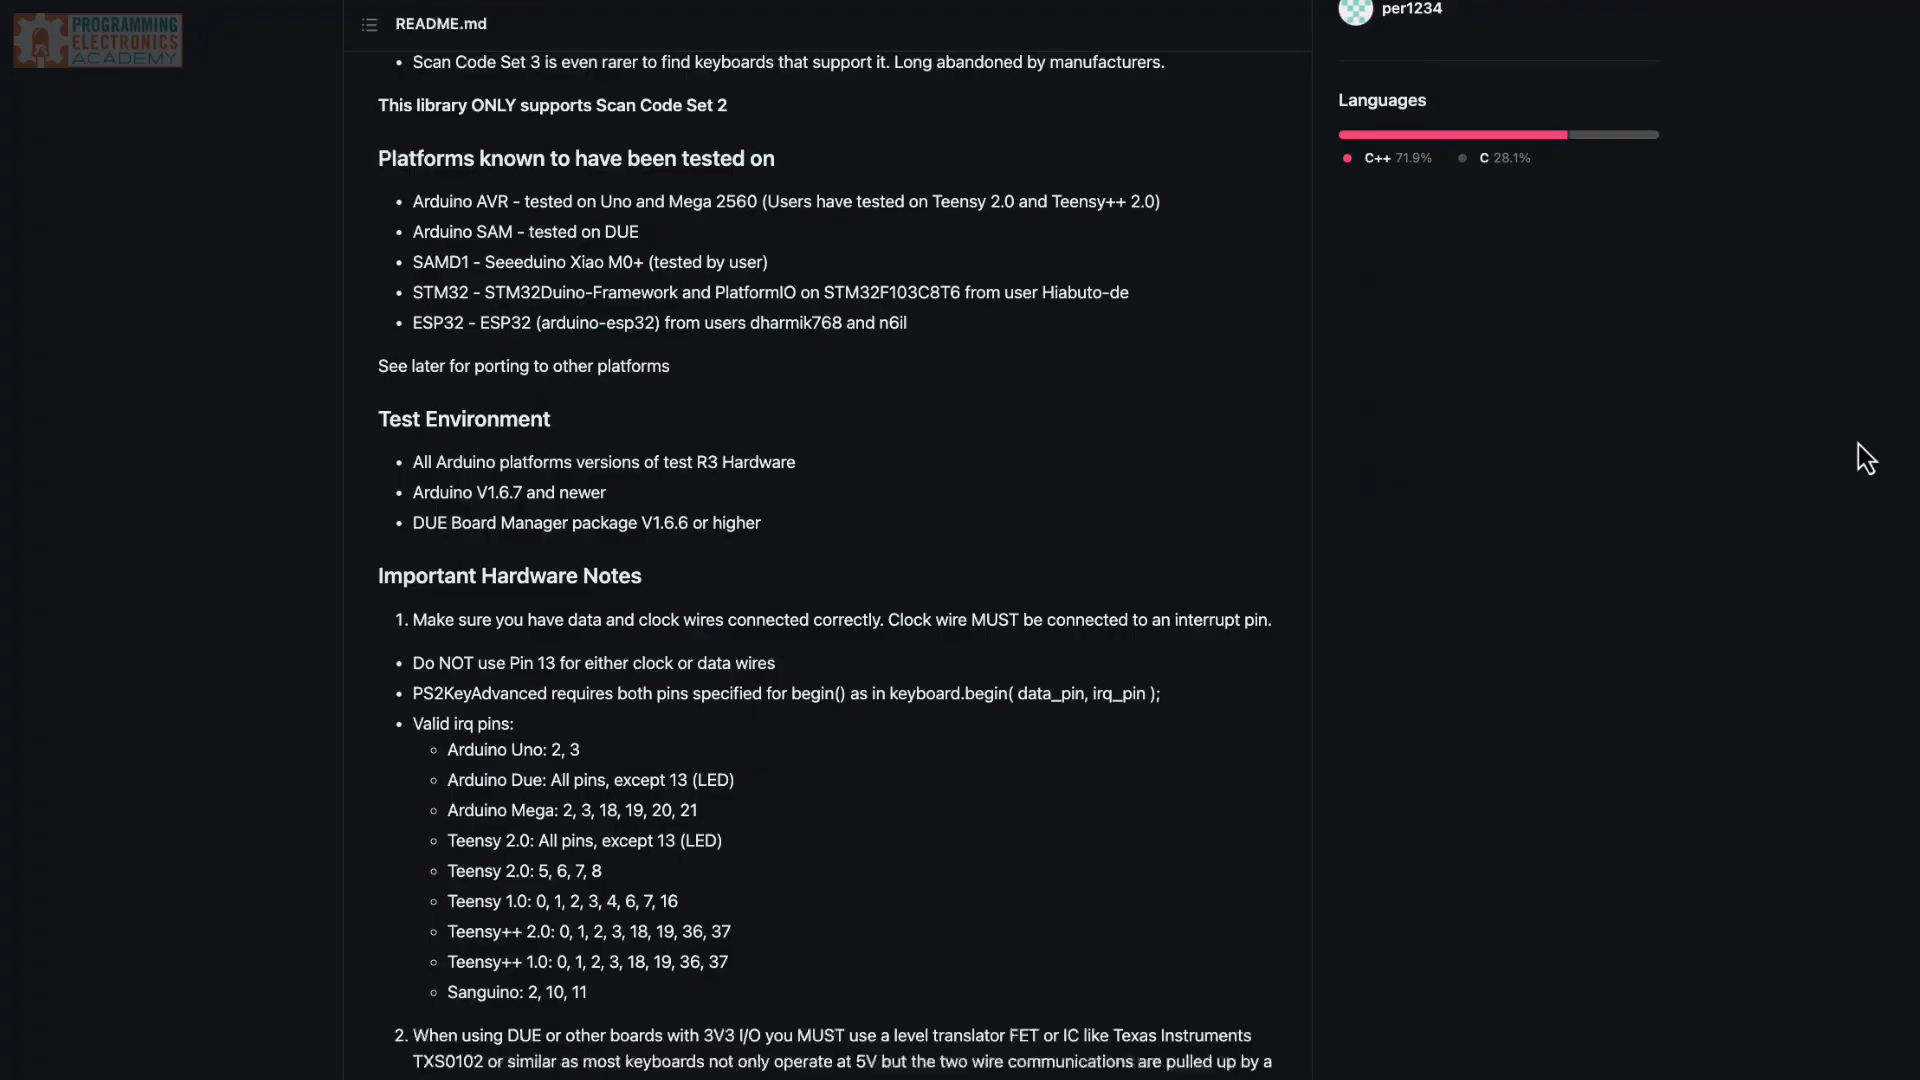 PROGRAMMING
ELECTRONICS
ACADEMY
README.md
per1234
Scan Code Set 3 is even rarer to find keyboards that support it. Long abandoned by manufacturers.
This library ONLY supports Scan Code Set 2
Languages
C++ 71.9% C 28.1%
Platforms known to have been tested on
Arduino AVR - tested on Uno and Mega 2560 (Users have tested on Teensy 2.0 and Teensy++ 2.0)
Arduino SAM - tested on DUE
SAMD1 - Seeeduino Xiao M0+ (tested by user)
STM32 - STM32Duino-Framework and PlatformIO on STM32F103C8T6 from user Hiabuto-de
ESP32 - ESP32 (arduino-esp32) from users dharmik768 and n6il
See later for porting to other platforms
Test Environment
All Arduino platforms versions of test R3 Hardware
Arduino V1.6.7 and newer
DUE Board Manager package V1.6.6 or higher
Important Hardware Notes
1. Make sure you have data and clock wires connected correctly. Clock wire MUST be connected to an interrupt pin.
Do NOT use Pin 13 for either clock or data wires
PS2KeyAdvanced requires both pins specified for begin() as in keyboard.begin( data_pin, irq_pin );
Valid irq pins:
Arduino Uno: 2, 3
Arduino Due: All pins, except 13 (LED)
Arduino Mega: 2, 3, 18, 19, 20, 21
Teensy 2.0: All pins, except 13 (LED)
Teensy 2.0: 5, 6, 7, 8
Teensy 1.0: 0, 1, 2, 3, 4, 6, 7, 16
Teensy++ 2.0: 0, 1, 2, 3, 18, 19, 36, 37
Teensy++ 1.0: 0, 1, 2, 3, 18, 19, 36, 37
Sanguino: 2, 10, 11
2. When using DUE or other boards with 3V3 I/O you MUST use a level translator FET or IC like Texas Instruments
TXS0102 or similar as most keyboards not only operate at 5V but the two wire communications are pulled up by a